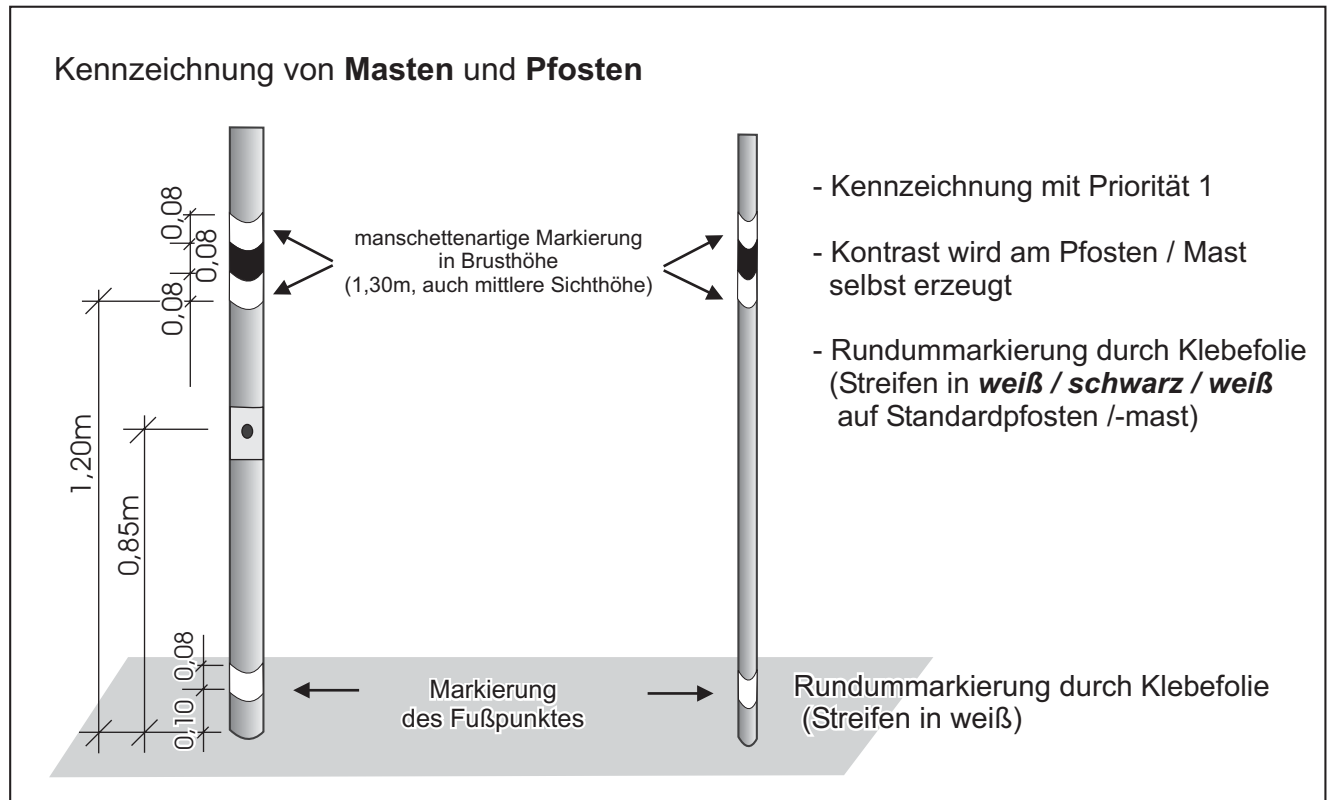 Kennzeichnung von Masten und Pfosten
0,08
0,08
0,08
1,20m
0,85m
0,08
0,10
manschettenartige Markierung
in Brusthöhe
(1,30m, auch mittlere Sichthöhe)
- Kennzeichnung mit Priorität 1
- Kontrast wird am Pfosten / Mast
selbst erzeugt
- Rundummarkierung durch Klebefolie
(Streifen in weiß / schwarz / weiß
auf Standardpfosten /-mast)
Markierung
des Fußpunktes
Rundummarkierung durch Klebefolie
(Streifen in weiß)